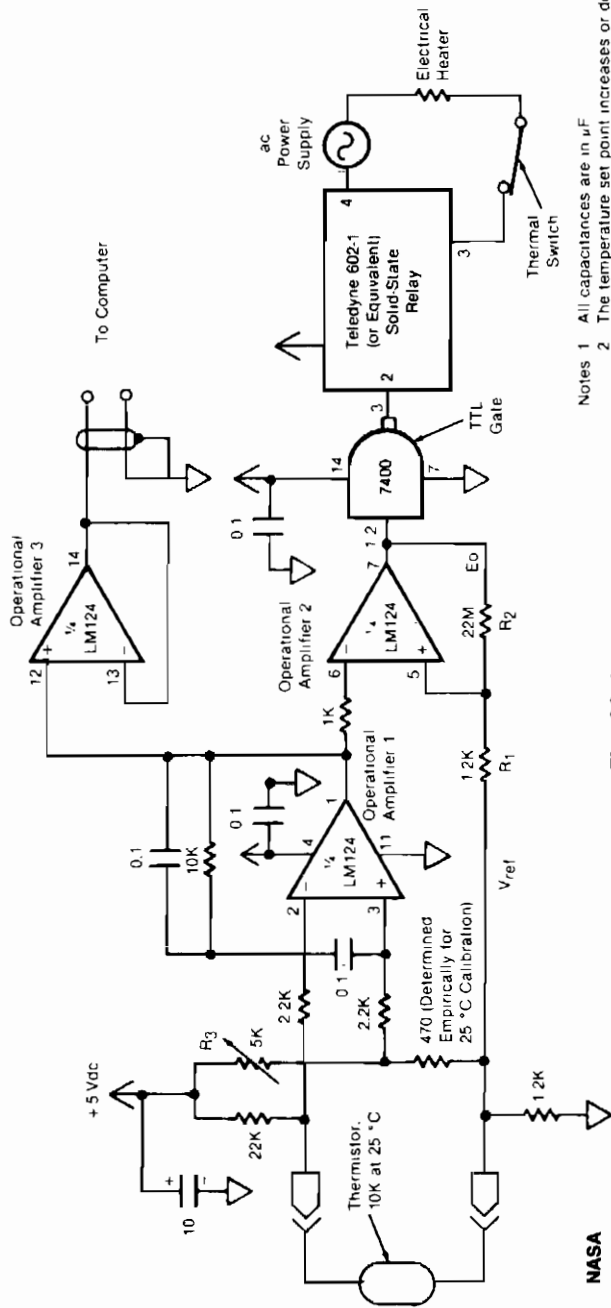 + 5 Vdc
10
22K
R3
5K
2.2K
2.2K
Thermistor,
10K at 25 °C
470 (Determined
Empirically for
25 °C Calibration)
1.2K
0.1
10K
0.1
2
3
4
11
1
¼
LM124
0.1
Operational
Amplifier 1
1K
Vref
1.2K
R1
22M
R2
Eo
Operational
Amplifier 2
6
5
7
¼
LM124
Operational
Amplifier 3
12
13
14
¼
LM124
To Computer
0.1
14
1 2
7400
7
3
TTL
Gate
2
Teledyne 602-1
(or Equivalent)
Solid-State
Relay
4
3
ac
Power
Supply
Electrical
Heater
Thermal
Switch
Notes 1 All capacitances are in µF
2 The temperature set point increases or
NASA